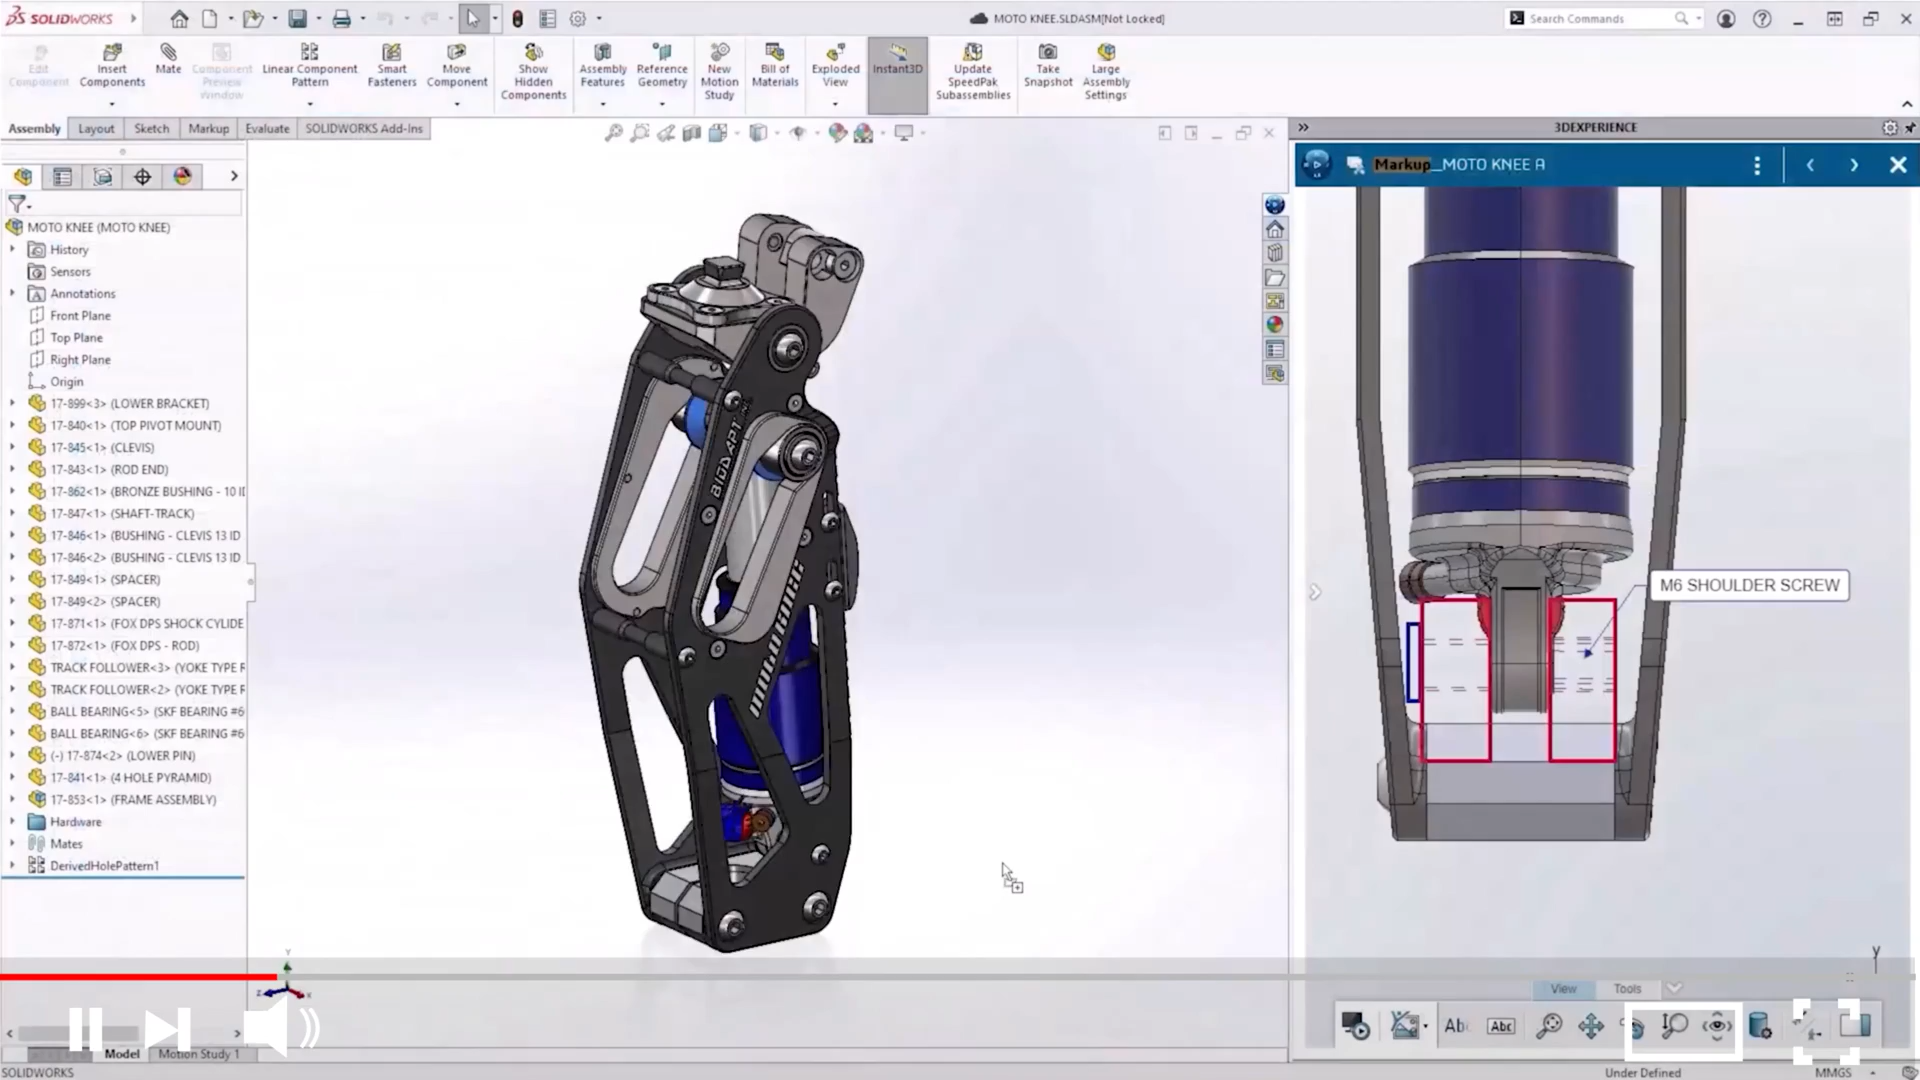 SOLIDWORKS
MOTO KNEE.SLDASM[Not Locked]
Search Commands
Edit Component
Insert Components
Mate
Component Preview Window
Linear Component Pattern
Smart Fasteners
Move Component
Show Hidden Components
Assembly Features
Reference Geometry
New Motion Study
Bill of Materials
Exploded View
Instant3D
Update SpeedPak Subassemblies
Take Snapshot
Large Assembly Settings
Assembly
Layout
Sketch
Markup
Evaluate
SOLIDWORKS Add-Ins
3DEXPERIENCE
Markup_MOTO KNEE A
MOTO KNEE (MOTO KNEE)
History
Sensors
Annotations
Front Plane
Top Plane
Right Plane
Origin
17-899<3> (LOWER BRACKET)
17-840<1> (TOP PIVOT MOUNT)
17-845<1> (CLEVIS)
17-843<1> (ROD END)
17-862<1> (BRONZE BUSHING - 10 ID
17-847<1> (SHAFT-TRACK)
17-846<1> (BUSHING - CLEVIS 13 ID
17-846<2> (BUSHING - CLEVIS 13 ID
17-849<1> (SPACER)
17-849<2> (SPACER)
17-871<1> (FOX DPS SHOCK CYLIDE
17-872<1> (FOX DPS - ROD)
TRACK FOLLOWER<3> (YOKE TYPE R
TRACK FOLLOWER<2> (YOKE TYPE R
BALL BEARING<5> (SKF BEARING #6
BALL BEARING<6> (SKF BEARING #6
(-) 17-874<2> (LOWER PIN)
17-841<1> (4 HOLE PYRAMID)
17-853<1> (FRAME ASSEMBLY)
Hardware
Mates
DerivedHolePattern1
BIODAPT
M6 SHOULDER SCREW
Y
Z
X
y
View
Tools
Abc
Model
Motion Study 1
SOLIDWORKS
Under Defined
MMGS